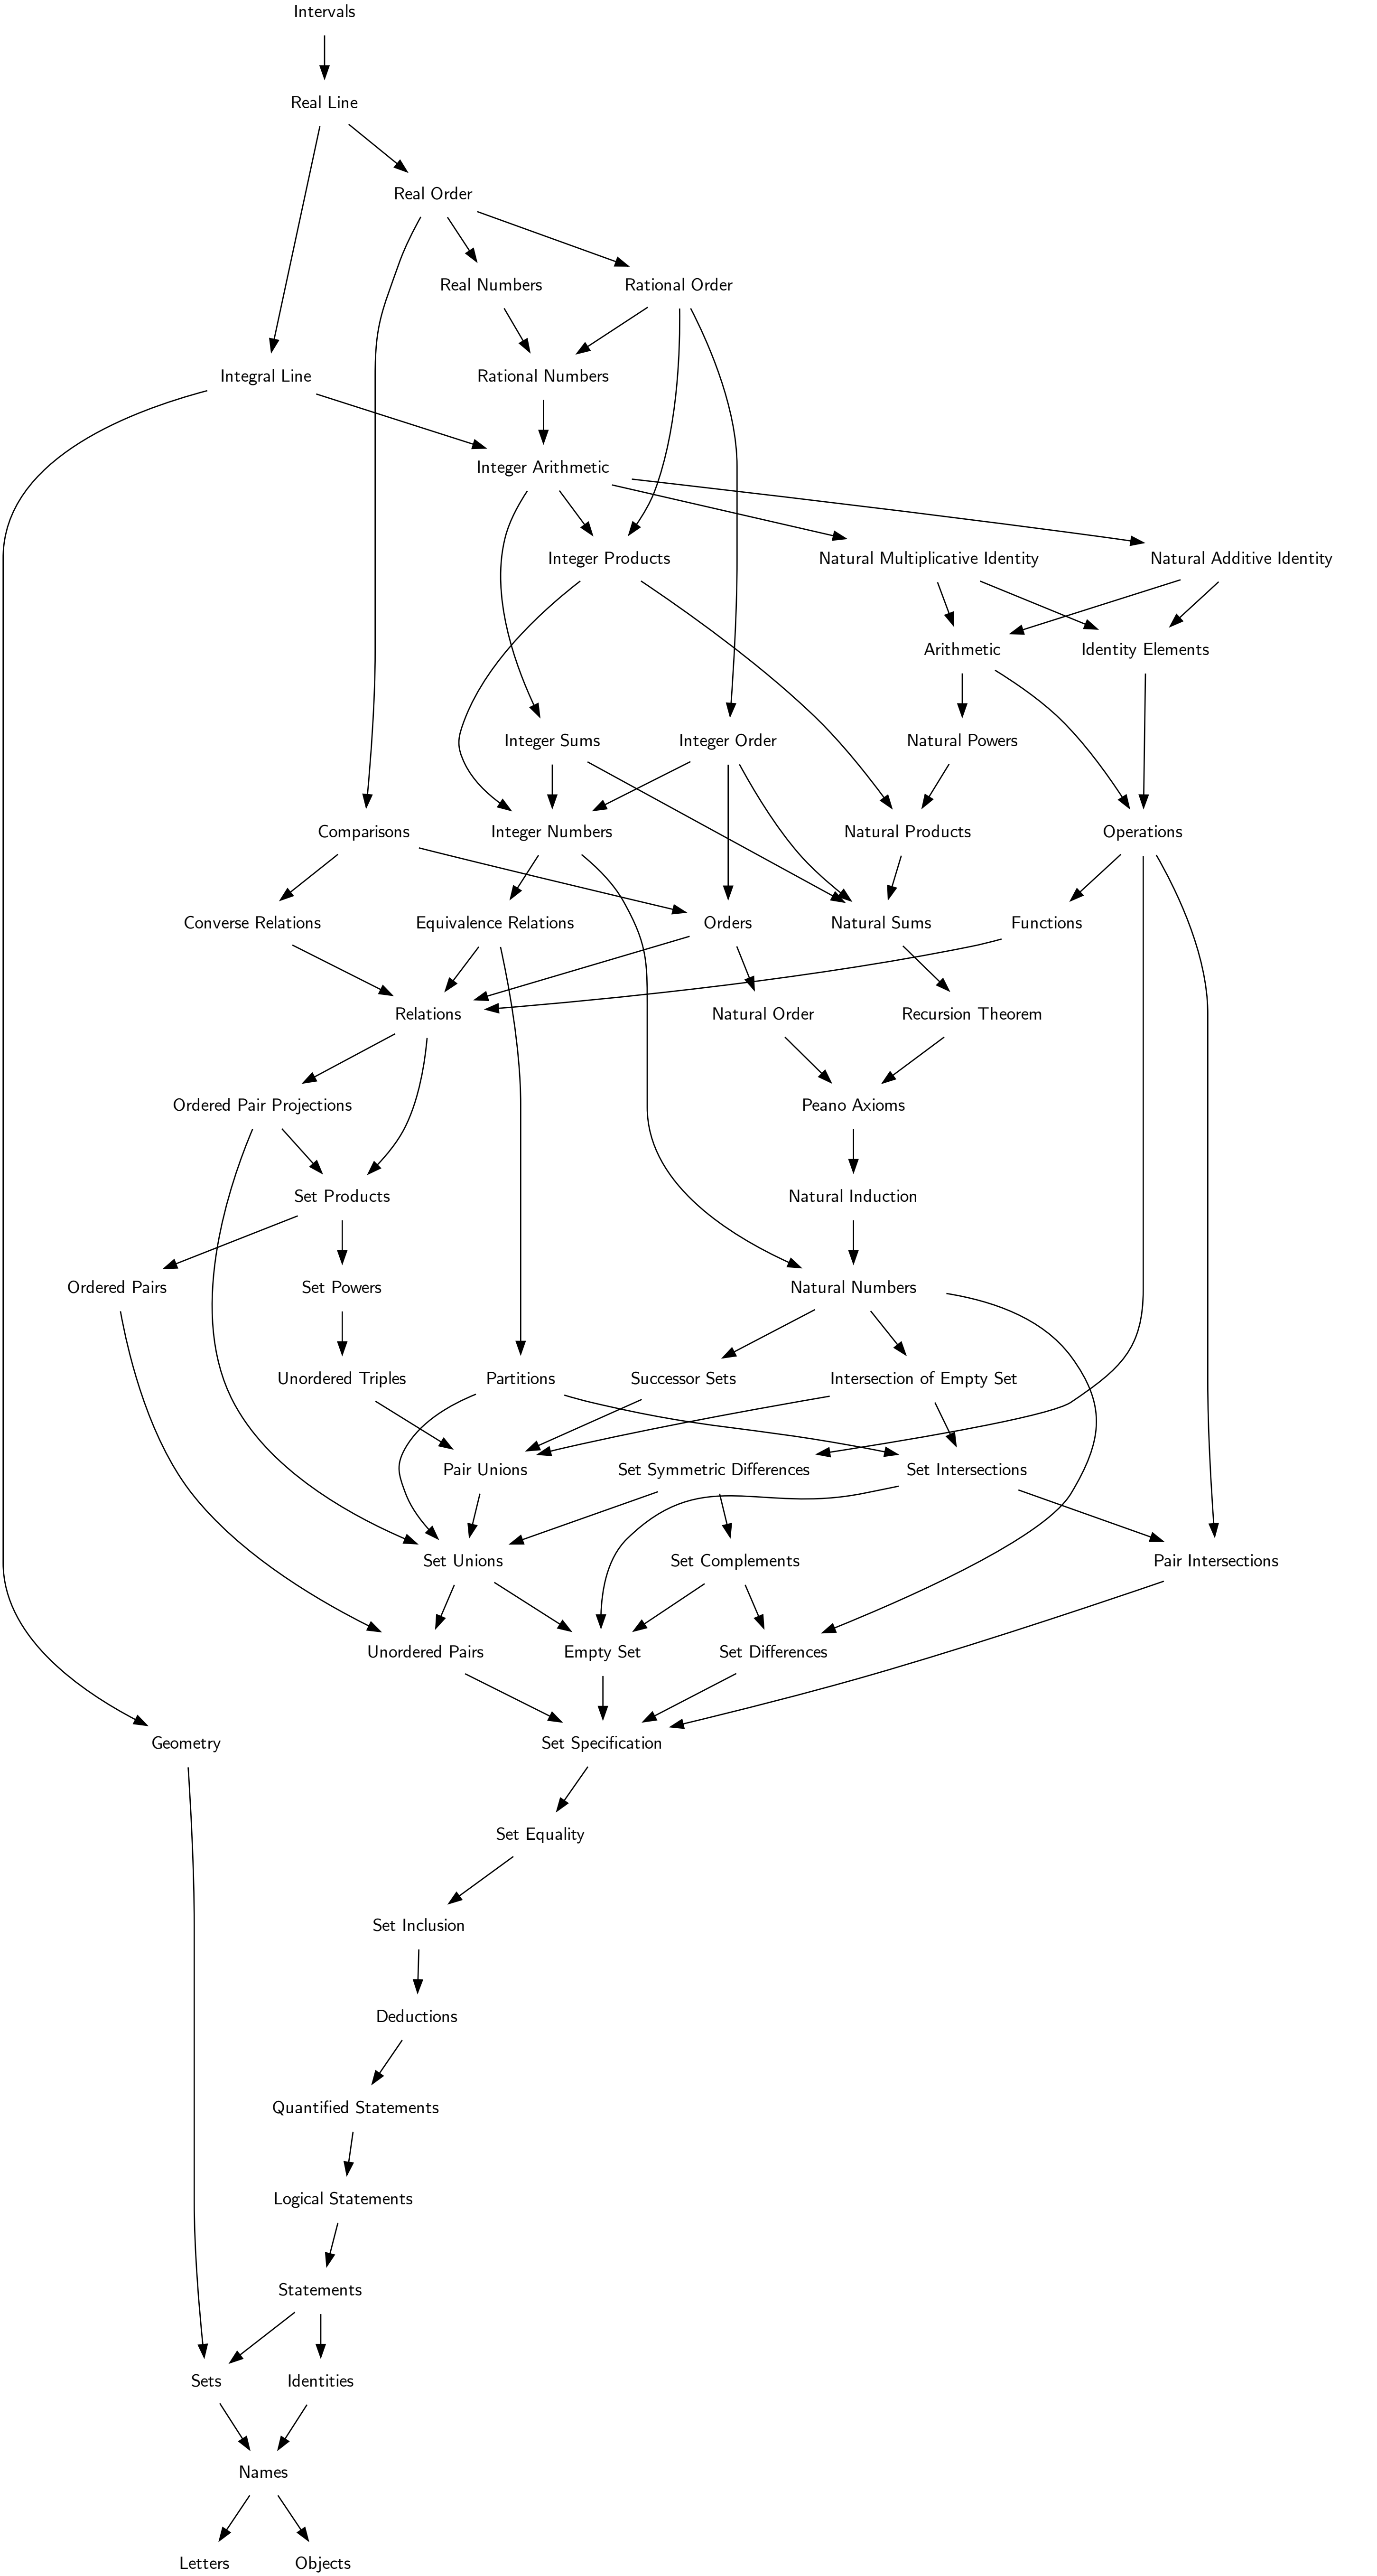 Intervals
Real Line
Real Order
Real Numbers
Rational Order
Integral Line
Rational Numbers
Integer Arithmetic
Integer Products
Natural Multiplicative Identity
Natural Additive Identity
Arithmetic
Identity Elements
Integer Sums
Integer Order
Natural Powers
Comparisons
Integer Numbers
Natural Products
Operations
Converse Relations
Equivalence Relations
Orders
Natural Sums
Functions
Relations
Natural Order
Recursion Theorem
Ordered Pair Projections
Peano Axioms
Set Products
Natural Induction
Ordered Pairs
Set Powers
Natural Numbers
Unordered Triples
Partitions
Successor Sets
Intersection of Empty Set
Pair Unions
Set Symmetric Differences
Set Intersections
Set Unions
Set Complements
Pair Intersections
Unordered Pairs
Empty Set
Set Differences
Geometry
Set Specification
Set Equality
Set Inclusion
Deductions
Quantified Statements
Logical Statements
Statements
Sets
Identities
Names
Letters
Objects